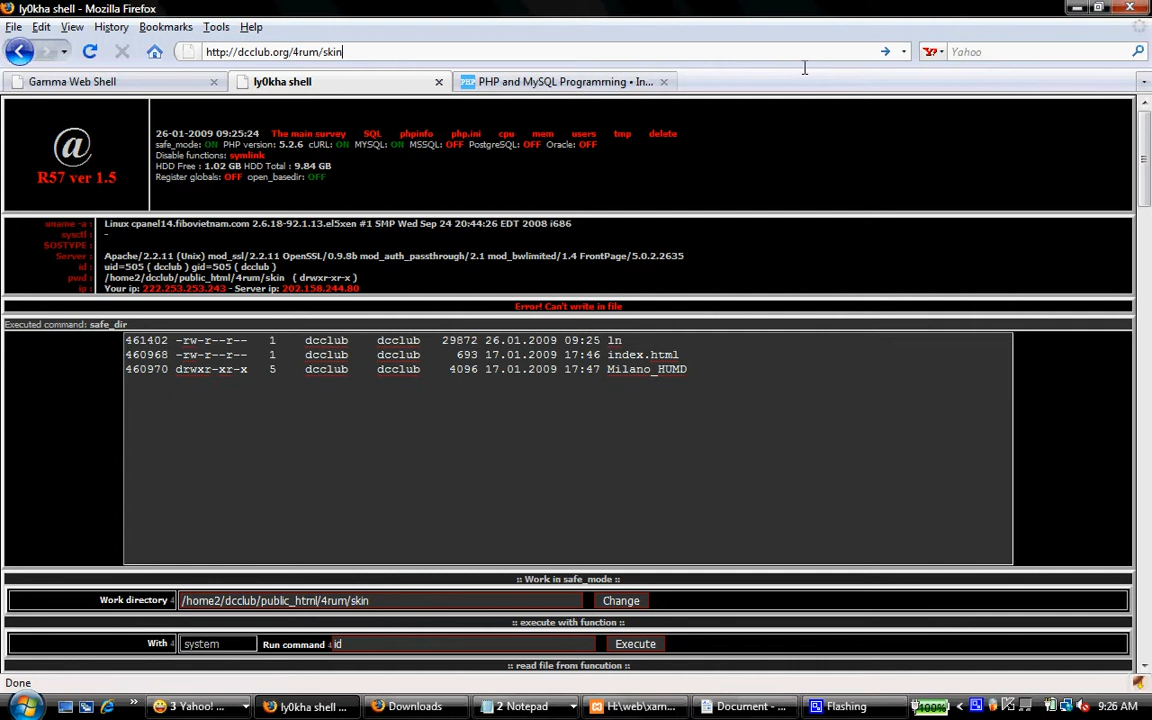 ly0kha shell - Mozilla Firefox
File Edit View History Bookmarks Tools Help
http://dcclub.org/4rum/skin
Yahoo
Gamma Web Shell
ly0kha shell
PHP and MySQL Programming • In...
26-01-2009 09:25:24 The main survey SQL phpinfo php.ini cpu mem users tmp delete
safe_mode: ON PHP version: 5.2.6 cURL: ON MYSQL: ON MSSQL: OFF PostgreSQL: OFF Oracle: OFF
Disable functions: symlink
HDD Free : 1.02 GB HDD Total : 9.84 GB
Register globals: OFF open_basedir: OFF
@
R57 ver 1.5
uname -a : Linux cpanel14.fibovietnam.com 2.6.18-92.1.13.el5xen #1 SMP Wed Sep 24 20:44:26 EDT 2008 i686
sysctl : -
$OSTYPE :
Server : Apache/2.2.11 (Unix) mod_ssl/2.2.11 OpenSSL/0.9.8b mod_auth_passthrough/2.1 mod_bwlimited/1.4 FrontPage/5.0.2.2635
id : uid=505 ( dcclub ) gid=505 ( dcclub )
pwd : /home2/dcclub/public_html/4rum/skin ( drwxr-xr-x )
ip : Your ip: 222.253.253.243 - Server ip: 202.158.244.80
Error! Can't write in file
Executed command: safe_dir
461402 -rw-r--r-- 1 dcclub dcclub 29872 26.01.2009 09:25 ln
460968 -rw-r--r-- 1 dcclub dcclub 693 17.01.2009 17:46 index.html
460970 drwxr-xr-x 5 dcclub dcclub 4096 17.01.2009 17:47 Milano_HUMD
:: Work in safe_mode ::
Work directory /home2/dcclub/public_html/4rum/skin Change
:: execute with function ::
With system Run command id Execute
:: read file from funcution ::
Done
3 Yahoo! ...
ly0kha shell ...
Downloads
2 Notepad
H:\web\xam...
Document - ...
Flashing
100%
9:26 AM